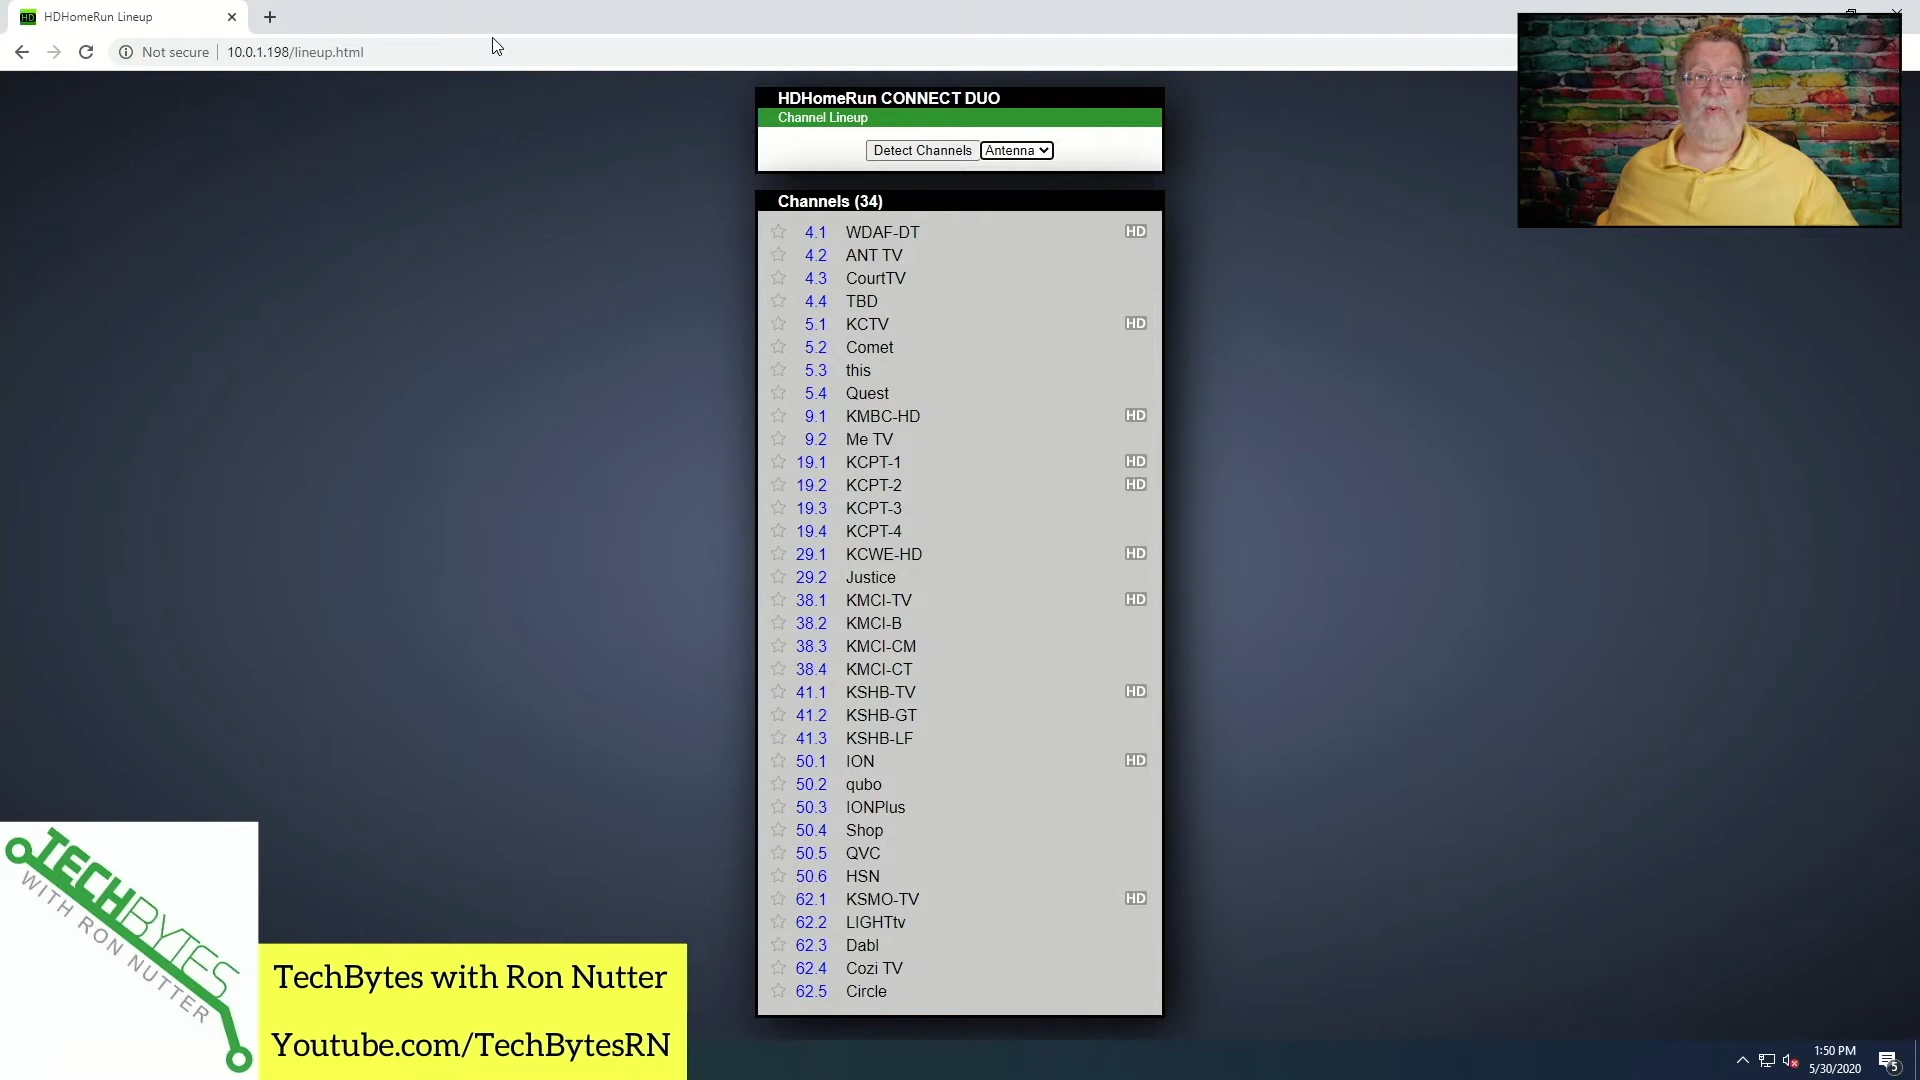 HDHomeRun Lineup
Not secure 10.0.1.198/lineup.html
HDHomeRun CONNECT DUO
Channel Lineup
Detect Channels Antenna
Channels (34)
4.1 WDAF-DT HD
4.2 ANT TV
4.3 CourtTV
4.4 TBD
5.1 KCTV HD
5.2 Comet
5.3 this
5.4 Quest
9.1 KMBC-HD HD
9.2 Me TV
19.1 KCPT-1 HD
19.2 KCPT-2 HD
19.3 KCPT-3
19.4 KCPT-4
29.1 KCWE-HD HD
29.2 Justice
38.1 KMCI-TV HD
38.2 KMCI-B
38.3 KMCI-CM
38.4 KMCI-CT
41.1 KSHB-TV HD
41.2 KSHB-GT
41.3 KSHB-LF
50.1 ION HD
50.2 qubo
50.3 IONPlus
50.4 Shop
50.5 QVC
50.6 HSN
62.1 KSMO-TV HD
62.2 LIGHTtv
62.3 Dabl
62.4 Cozi TV
62.5 Circle
TECHBYTES
WITH RON NUTTER
TechBytes with Ron Nutter
Youtube.com/TechBytesRN
1:50 PM
5/30/2020
5